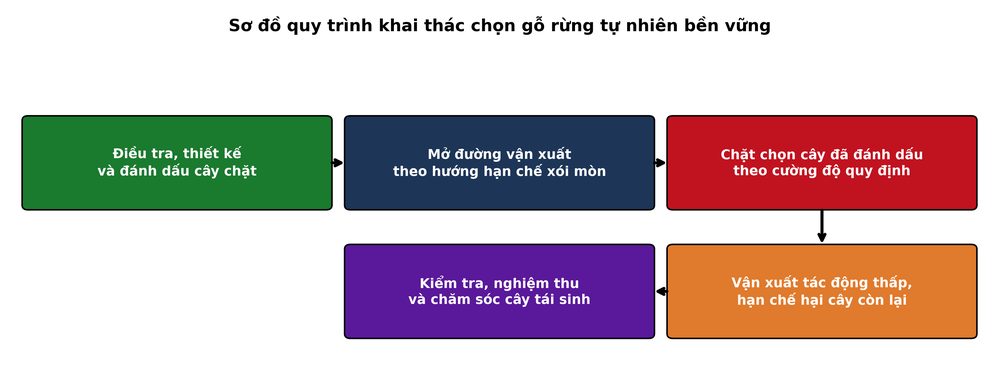 Sơ đồ quy trình khai thác chọn gỗ rừng tự nhiên bền vững
Điều tra, thiết kế
và đánh dấu cây chặt
Mở đường vận xuất
theo hướng hạn chế xói mòn
Chặt chọn cây đã đánh dấu
theo cường độ quy định
Vận xuất tác động thấp,
hạn chế hại cây còn lại
Kiểm tra, nghiệm thu
và chăm sóc cây tái sinh